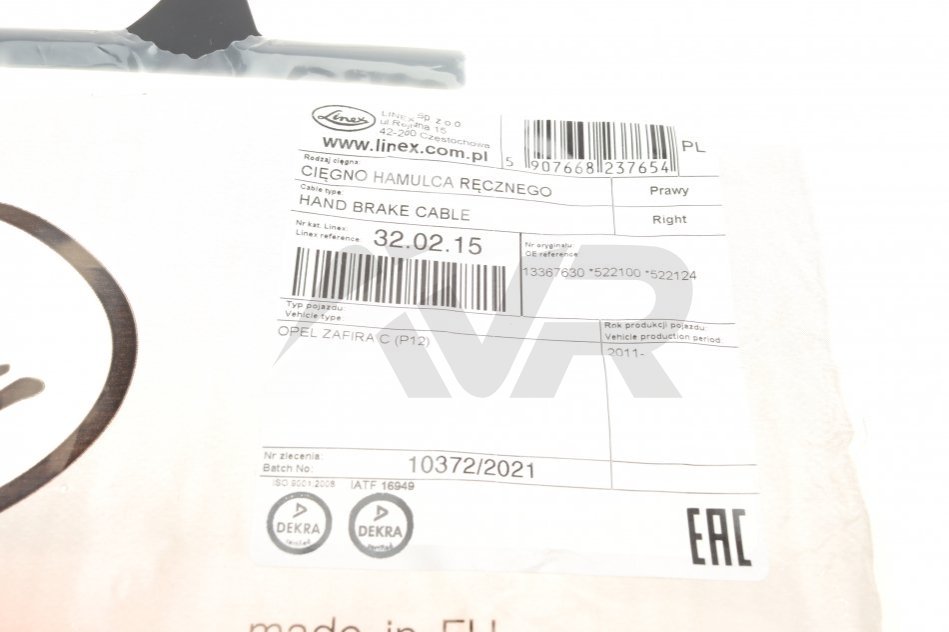 Linex
LINEX Sp. z o.o.
ul. Rejtana 15
42-200 Częstochowa
PL
www.linex.com.pl
5 907668 237654
Rodzaj cięgna:
CIĘGNO HAMULCA RĘCZNEGO
Prawy
Cable type:
HAND BRAKE CABLE
Right
Nr kat. Linex:
Linex reference:
32.02.15
Nr oryginału:
OE reference
13367630 *522100 *522124
Typ pojazdu:
Vehicle type:
OPEL ZAFIRA C (P12)
Rok produkcji pojazdu:
Vehicle production period:
2011-
Nr zlecenia:
Batch No:
10372/2021
ISO 9001:2008
IATF 16949
DEKRA
DEKRA
EAC
made in EU